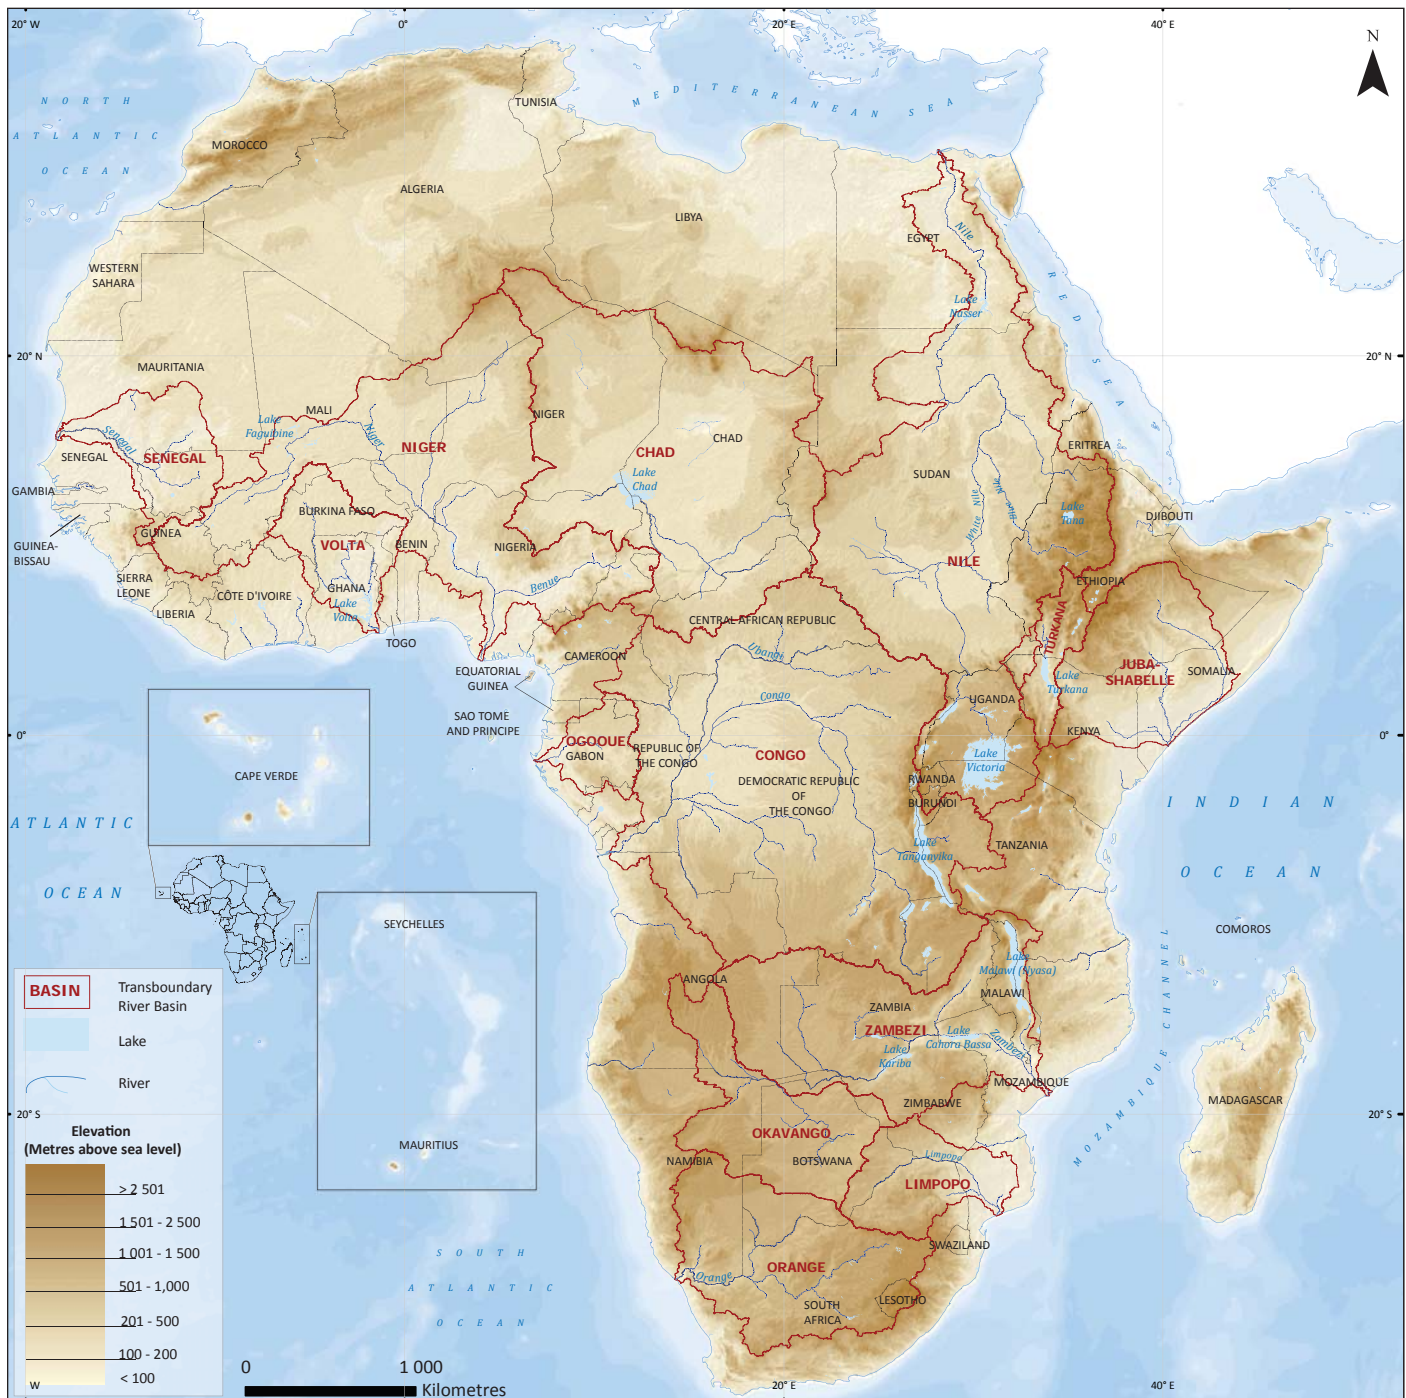 20° W
0°
20° E
40° E
N
NORTH
ATLANTIC
OCEAN
MEDITERRANEAN SEA
TUNISIA
MOROCCO
ALGERIA
LIBYA
EGYPT
Nile
WESTERN
SAHARA
Lake
Nasser
RED SEA
20° N
20° N
MAURITANIA
MALI
NIGER
CHAD
Lake
Faguibine
Niger
NIGER
CHAD
Senegal
SENEGAL
SENEGAL
ERITREA
SUDAN
Lake
Chad
GAMBIA
White Nile
Blue Nile
Lake
Tana
DJIBOUTI
BURKINA FASO
GUINEA
GUINEA-
BISSAU
VOLTA
BENIN
NIGERIA
NILE
Benue
ETHIOPIA
SIERRA
LEONE
CÔTE D'IVOIRE
GHANA
Lake
Volta
LIBERIA
TOGO
CENTRAL AFRICAN REPUBLIC
TURKANA
CAMEROON
Ubangi
EQUATORIAL
GUINEA
JUBA-
SHABELLE
SOMALIA
Lake
Turkana
Congo
UGANDA
SAO TOME
AND PRINCIPE
KENYA
0°
0°
OGOOUE
GABON
REPUBLIC OF
THE CONGO
CONGO
Lake
Victoria
CAPE VERDE
DEMOCRATIC REPUBLIC
OF
THE CONGO
RWANDA
BURUNDI
INDIAN
OCEAN
ATLANTIC
OCEAN
Lake
Tanganyika
TANZANIA
SEYCHELLES
COMOROS
Lake
Malawi (Nyasa)
ANGOLA
MALAWI
ZAMBIA
ZAMBEZI
Lake
Cahora Bassa
Zambezi
Lake
Kariba
MOZAMBIQUE CHANNEL
MOZAMBIQUE
ZIMBABWE
MADAGASCAR
20° S
20° S
OKAVANGO
MAURITIUS
NAMIBIA
BOTSWANA
Limpopo
LIMPOPO
SWAZILAND
SOUTH
ATLANTIC
OCEAN
Orange
ORANGE
LESOTHO
SOUTH
AFRICA
BASIN
Transboundary
River Basin
Lake
River
Elevation
(Metres above sea level)
> 2 501
1 501 - 2 500
1 001 - 1 500
501 - 1,000
201 - 500
100 - 200
< 100
W
0
1 000
Kilometres
20° E
40° E